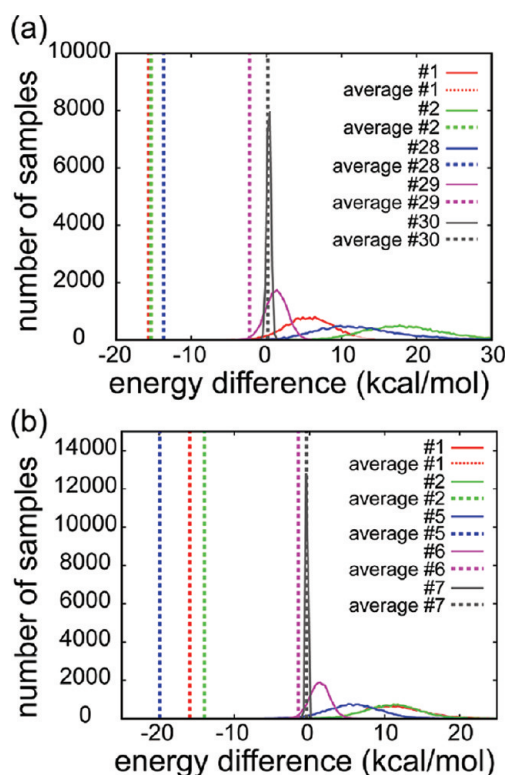 (a)
10000
8000
6000
4000
2000
0
number of samples
#1
average #1
#2
average #2
#28
average #28
#29
average #29
#30
average #30
-20 -10 0 10 20 30
energy difference (kcal/mol)
(b)
14000
12000
10000
8000
6000
4000
2000
0
number of samples
#1
average #1
#2
average #2
#5
average #5
#6
average #6
#7
average #7
-20 -10 0 10 20
energy difference (kcal/mol)